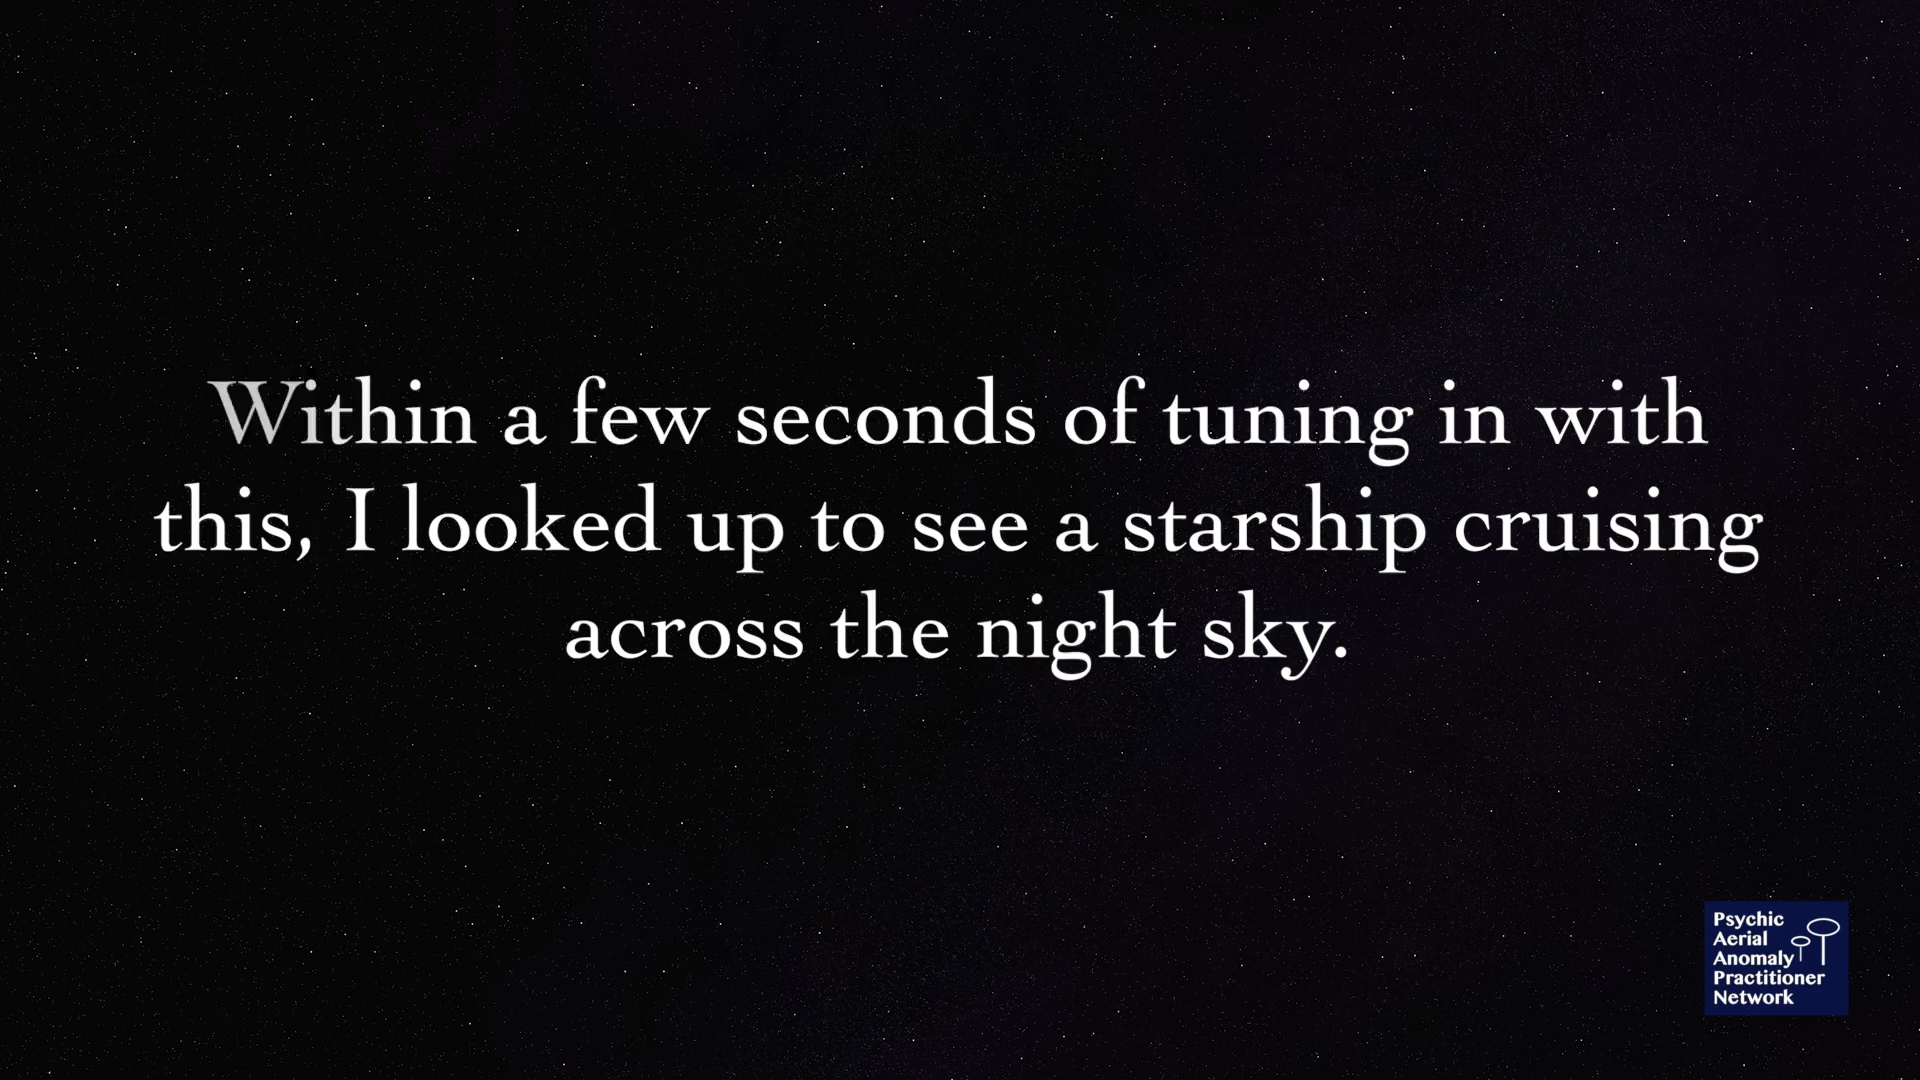 Within a few seconds of tuning in with
this, I looked up to see a starship cruising
across the night sky.
Psychic
Aerial
Anomaly
Practitioner
Network